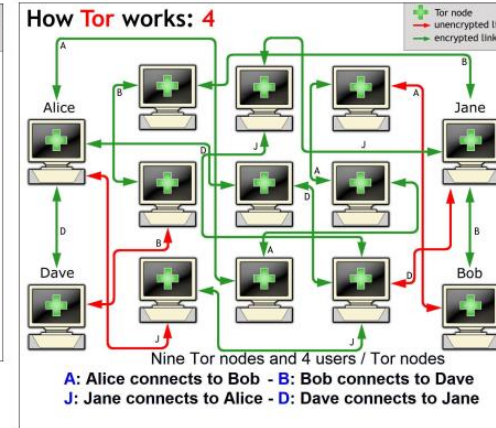 How Tor works: 4
Tor node
unencrypted
encrypted link
A
B
B
Alice
A
Jane
J
J
D
A
D
D
B
B
A
D
Dave
Bob
J
J
Nine Tor nodes and 4 users / Tor nodes
A: Alice connects to Bob - B: Bob connects to Dave
J: Jane connects to Alice - D: Dave connects to Jane